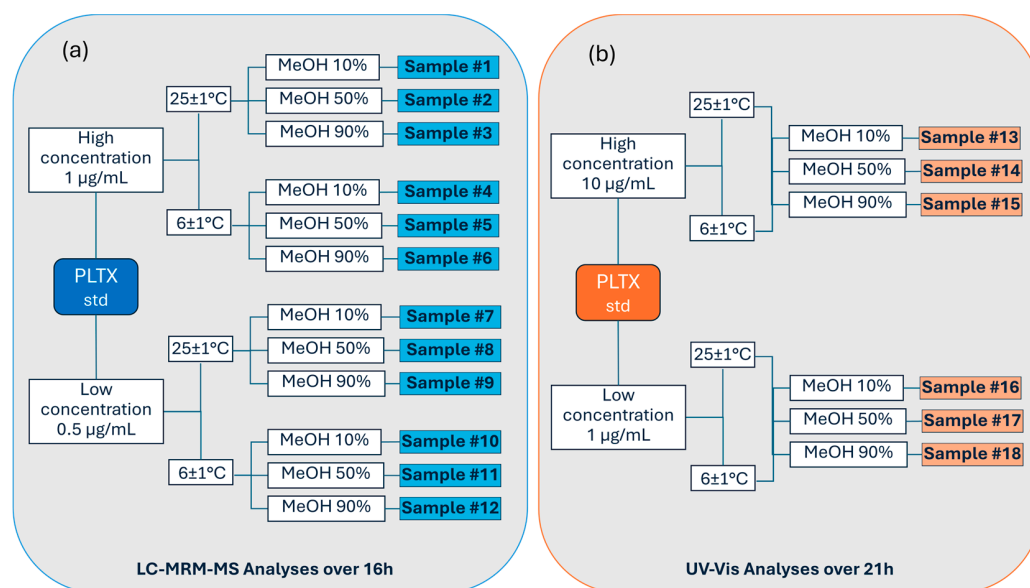 (a)
MeOH 10% Sample #1
25±1°C
MeOH 50% Sample #2
MeOH 90% Sample #3
High
concentration
1 µg/mL
MeOH 10% Sample #4
6±1°C
MeOH 50% Sample #5
MeOH 90% Sample #6
PLTX
std
MeOH 10% Sample #7
25±1°C
MeOH 50% Sample #8
MeOH 90% Sample #9
Low
concentration
0.5 µg/mL
MeOH 10% Sample #10
6±1°C
MeOH 50% Sample #11
MeOH 90% Sample #12
LC-MRM-MS Analyses over 16h
(b)
25±1°C
High
concentration
10 µg/mL
MeOH 10% Sample #13
MeOH 50% Sample #14
MeOH 90% Sample #15
6±1°C
PLTX
std
25±1°C
Low
concentration
1 µg/mL
MeOH 10% Sample #16
MeOH 50% Sample #17
MeOH 90% Sample #18
6±1°C
UV-Vis Analyses over 21h